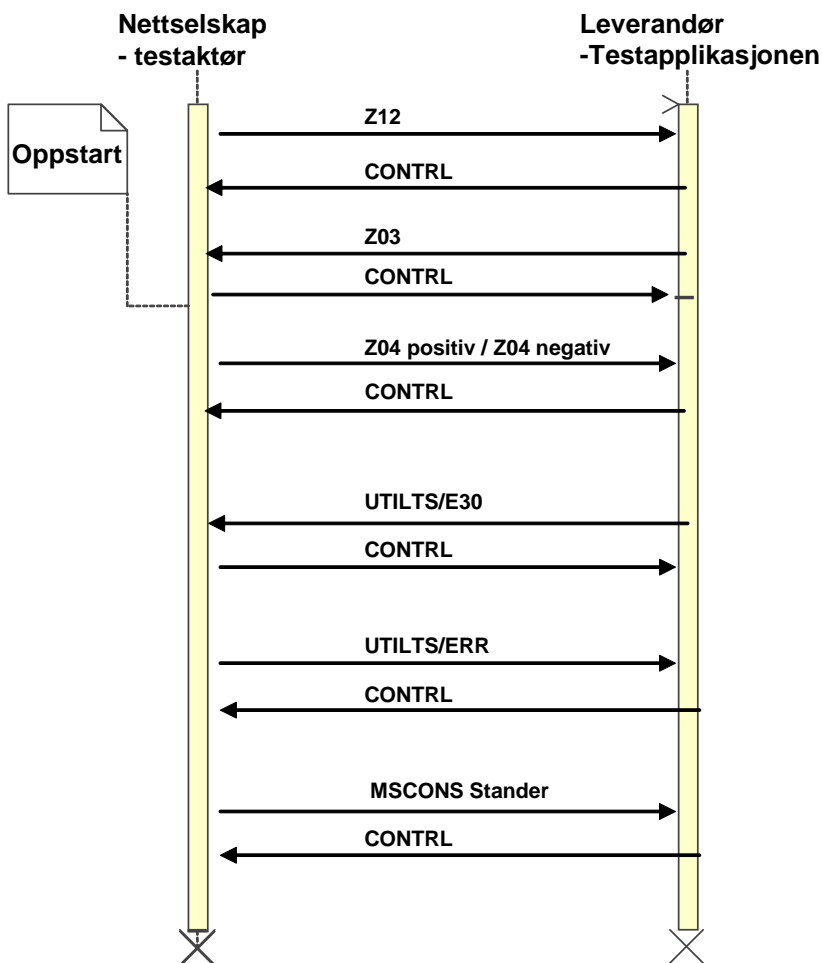 Nettselskap
- testaktør
Leverandør
-Testapplikasjonen
Oppstart
Z12
CONTRL
Z03
CONTRL
Z04 positiv / Z04 negativ
CONTRL
UTILTS/E30
CONTRL
UTILTS/ERR
CONTRL
MSCONS Stander
CONTRL